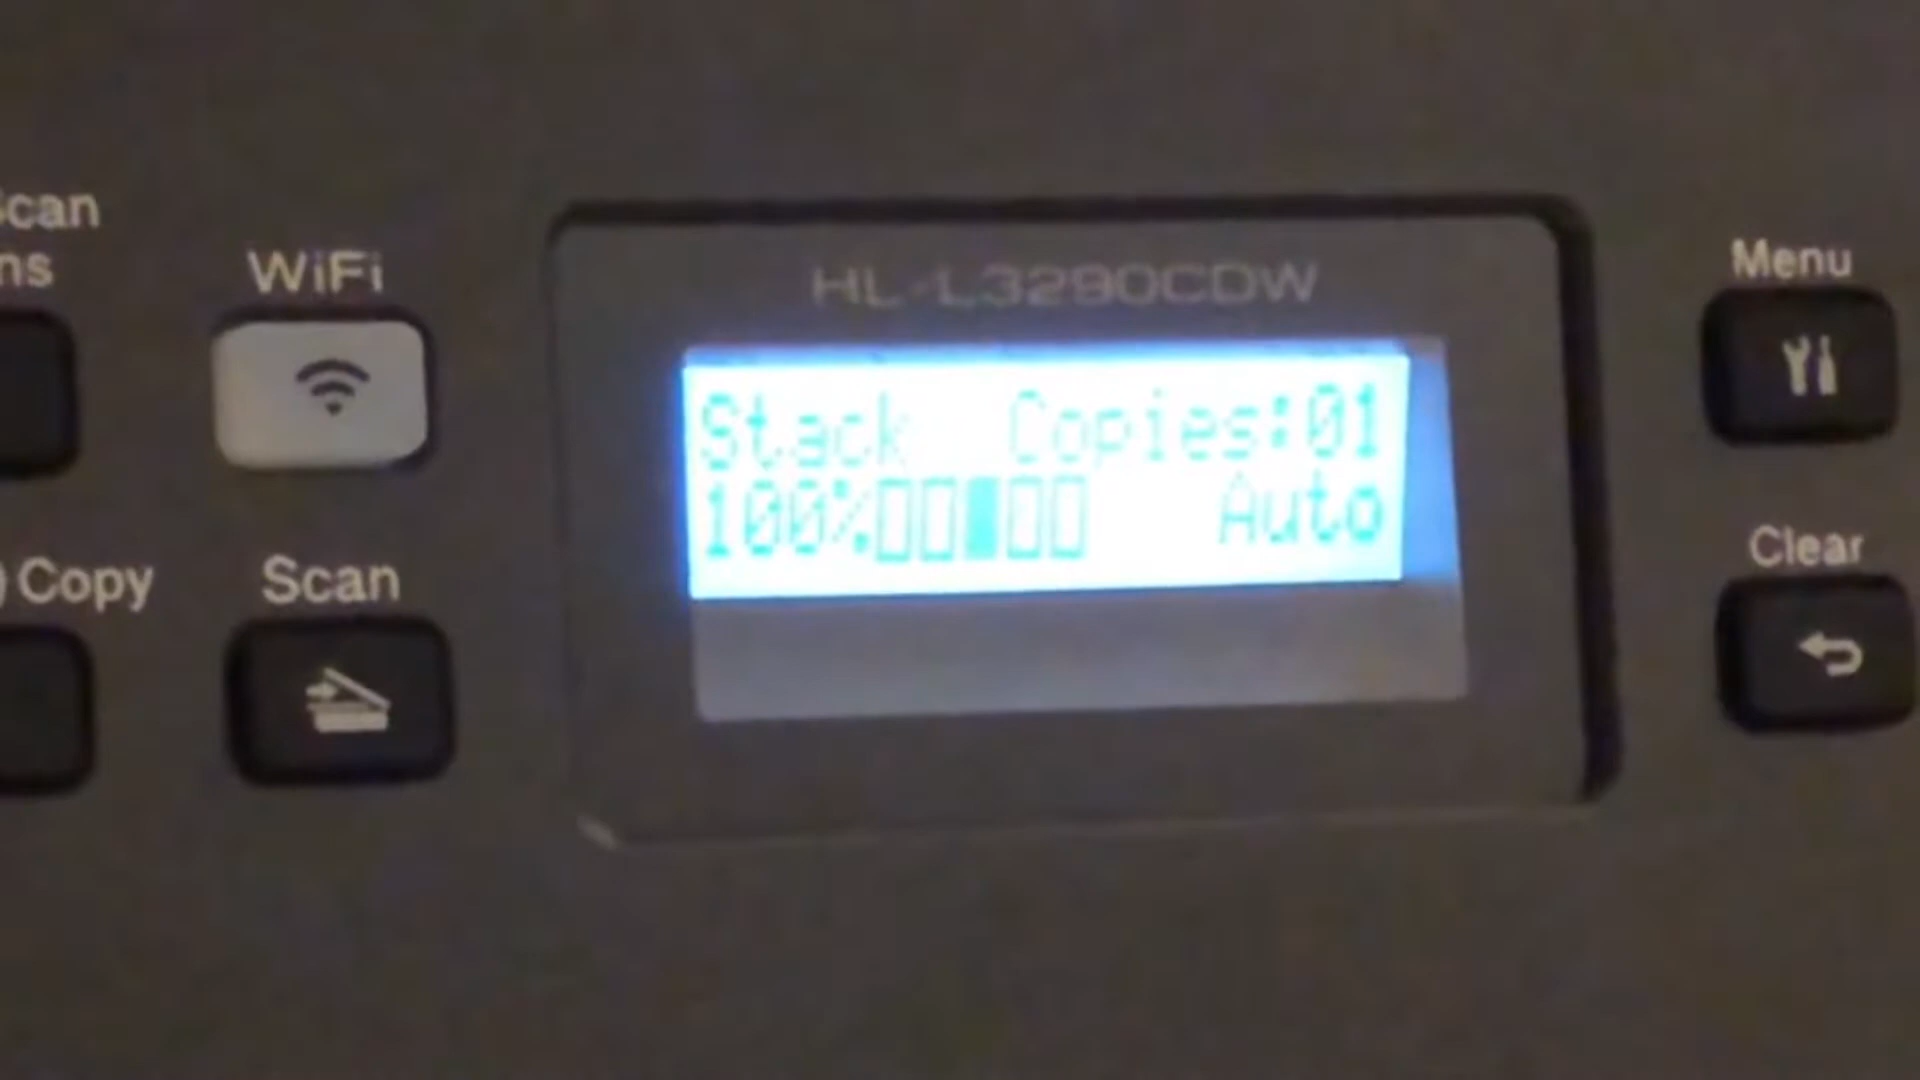 Scan
ns
WiFi
HL-L3290CDW
Menu
Stack Copies:01
100%▯▯▮▯▯ Auto
) Copy
Scan
Clear